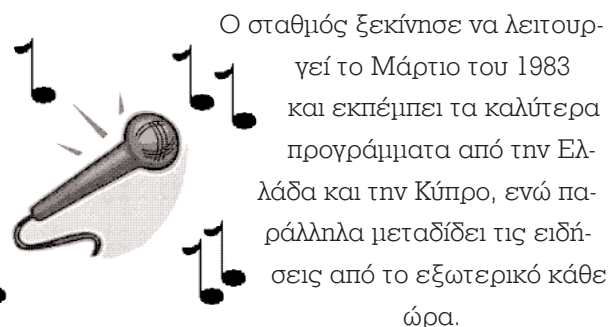 Ο σταθμός ξεκίνησε να λειτουρ-
γεί το Μάρτιο του 1983
και εκπέμπει τα καλύτερα
προγράμματα από την Ελ-
λάδα και την Κύπρο, ενώ πα-
ράλληλα μεταδίδει τις ειδή-
σεις από το εξωτερικό κάθε
ώρα.